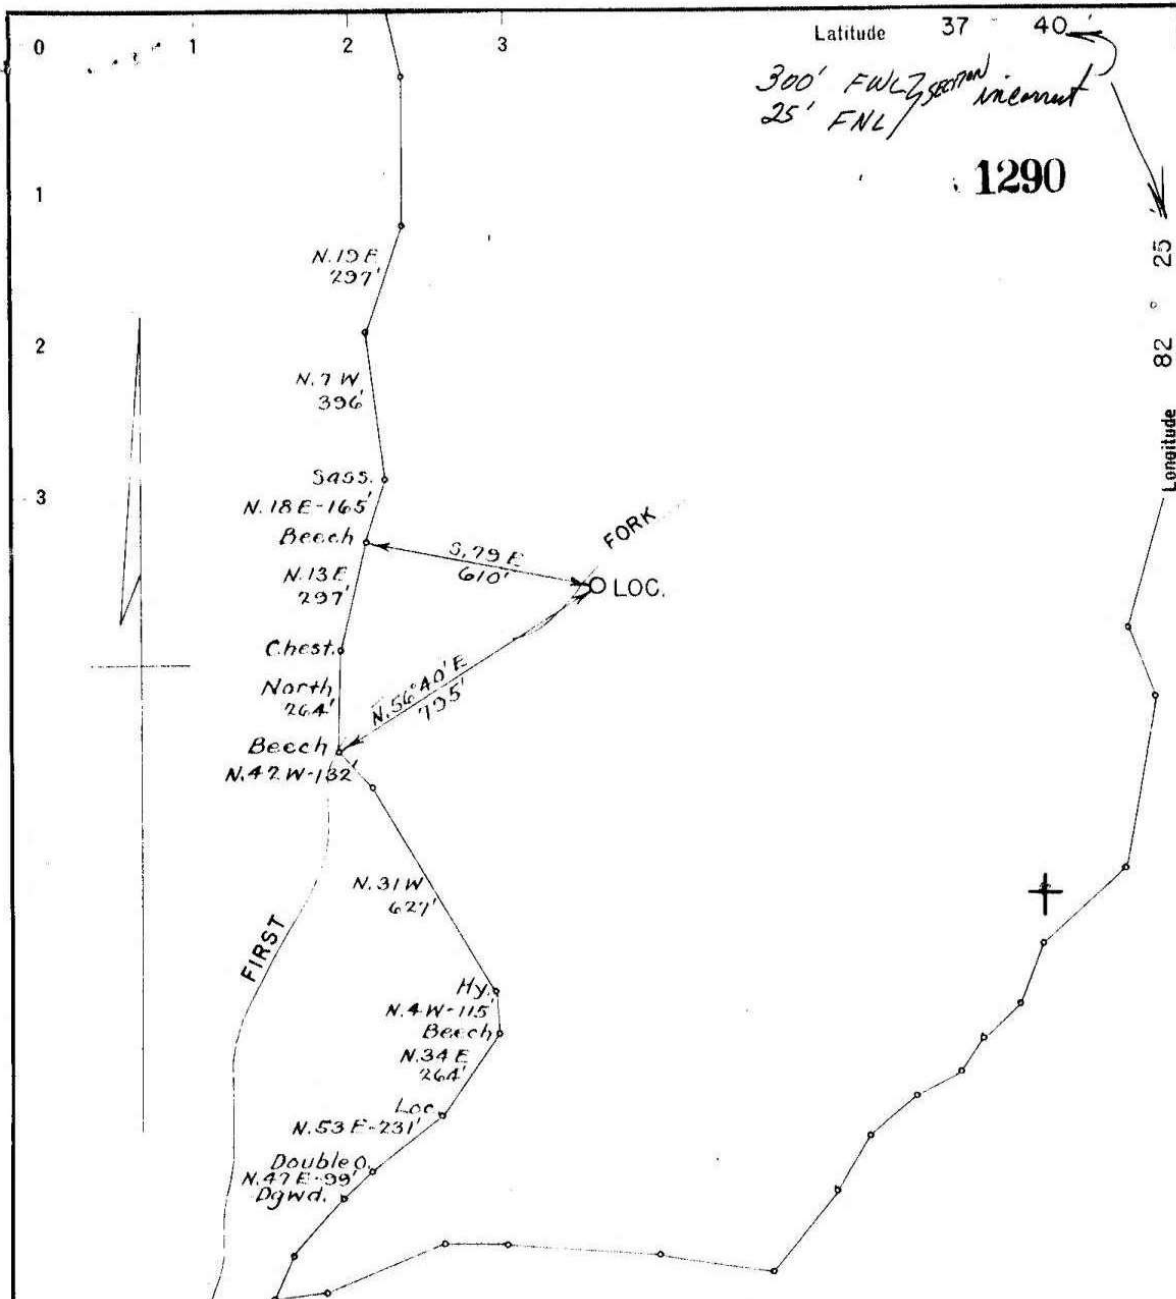 0
1
2
3
Latitude 37 40'
300' FWL } SECTION incorrect
25' FNL
1290
1
2
3
25'
82°
Longitude
N.19 E
297'
N.7 W
396'
Sass.
N.18 E-165'
Beech
N.13 E
297'
Chest.
North
264'
Beech
N.42 W-132'
S.79 E
610'
FORK
LOC.
N.56°40'E
795'
N.31 W
627'
FIRST
Hy.
N.4 W-115'
Beech
N.34 E
264'
Loc.
N.53 E-231'
Double O.
N.47 E-99'
Dgwd.